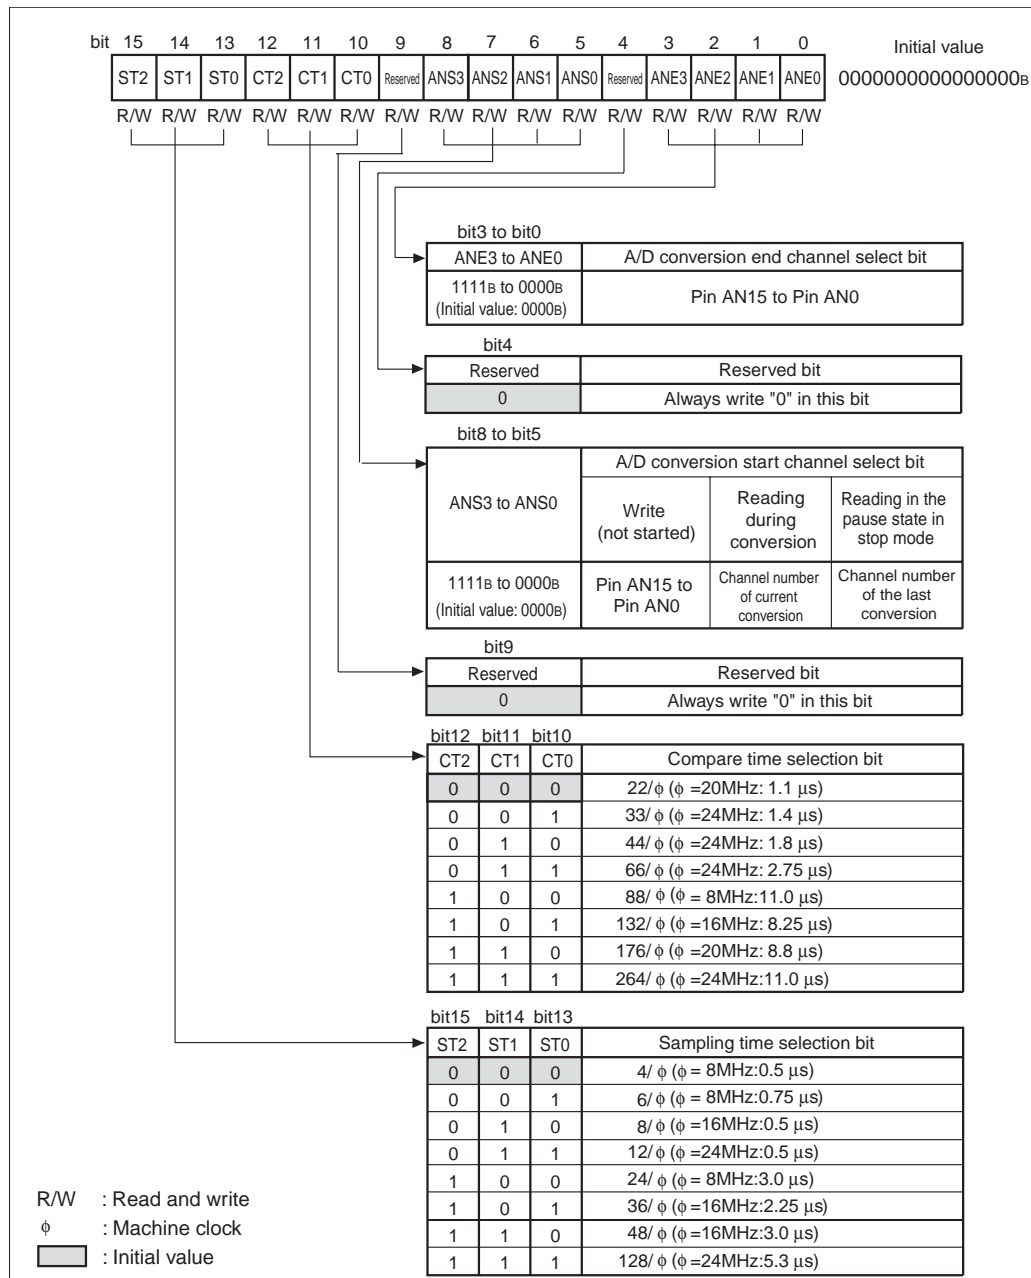 bit 15 14 13 12 11 10 9 8 7 6 5 4 3 2 1 0 Initial value
ST2 ST1 ST0 CT2 CT1 CT0 Reserved ANS3 ANS2 ANS1 ANS0 Reserved ANE3 ANE2 ANE1 ANE0 0000000000000000B
R/W R/W R/W R/W R/W R/W R/W R/W R/W R/W R/W R/W R/W R/W R/W R/W
bit3 to bit0
ANE3 to ANE0 A/D conversion end channel select bit
1111B to 0000B
(Initial value: 0000B)
Pin AN15 to Pin AN0
bit4
Reserved Reserved bit
0 Always write "0" in this bit
bit8 to bit5
ANS3 to ANS0
A/D conversion start channel select bit
Write
(not started)
Reading
during
conversion
Reading in the
pause state in
stop mode
1111B to 0000B
(Initial value: 0000B)
Pin AN15 to
Pin AN0
Channel number
of current
conversion
Channel number
of the last
conversion
bit9
Reserved Reserved bit
0 Always write "0" in this bit
bit12 bit11 bit10
CT2 CT1 CT0 Compare time selection bit
0 0 0 22/ϕ (ϕ =20MHz: 1.1 µs)
0 0 1 33/ ϕ (ϕ =24MHz: 1.4 µs)
0 1 0 44/ ϕ (ϕ =24MHz: 1.8 µs)
0 1 1 66/ ϕ (ϕ =24MHz: 2.75 µs)
1 0 0 88/ ϕ (ϕ = 8MHz:11.0 µs)
1 0 1 132/ ϕ (ϕ =16MHz: 8.25 µs)
1 1 0 176/ ϕ (ϕ =20MHz: 8.8 µs)
1 1 1 264/ ϕ (ϕ =24MHz:11.0 µs)
bit15 bit14 bit13
ST2 ST1 ST0 Sampling time selection bit
0 0 0 4/ ϕ (ϕ = 8MHz:0.5 µs)
0 0 1 6/ ϕ (ϕ = 8MHz:0.75 µs)
0 1 0 8/ ϕ (ϕ =16MHz:0.5 µs)
0 1 1 12/ ϕ (ϕ =24MHz:0.5 µs)
1 0 0 24/ ϕ (ϕ = 8MHz:3.0 µs)
1 0 1 36/ ϕ (ϕ =16MHz:2.25 µs)
1 1 0 48/ ϕ (ϕ =16MHz:3.0 µs)
1 1 1 128/ ϕ (ϕ =24MHz:5.3 µs)
R/W : Read and write
ϕ : Machine clock
: Initial value